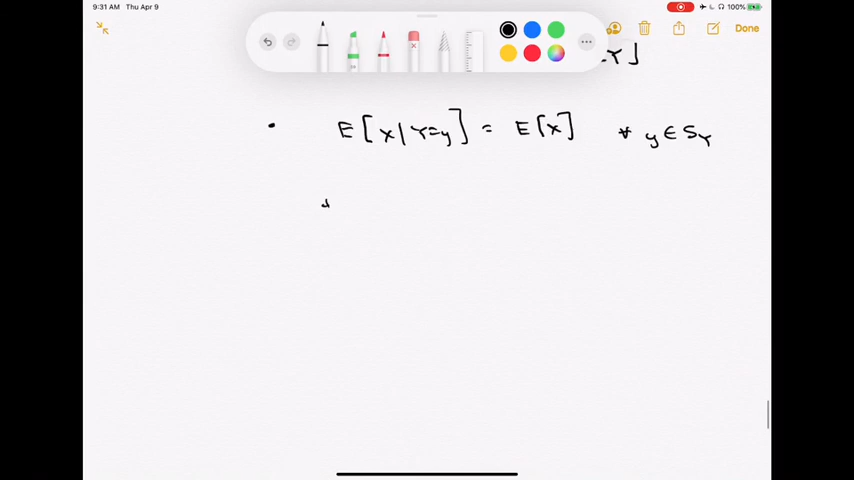 9:31 AM Thu Apr 9
100%
Done
Y]
• E[X|Y=y] = E[X] ∀ y ∈ S_Y